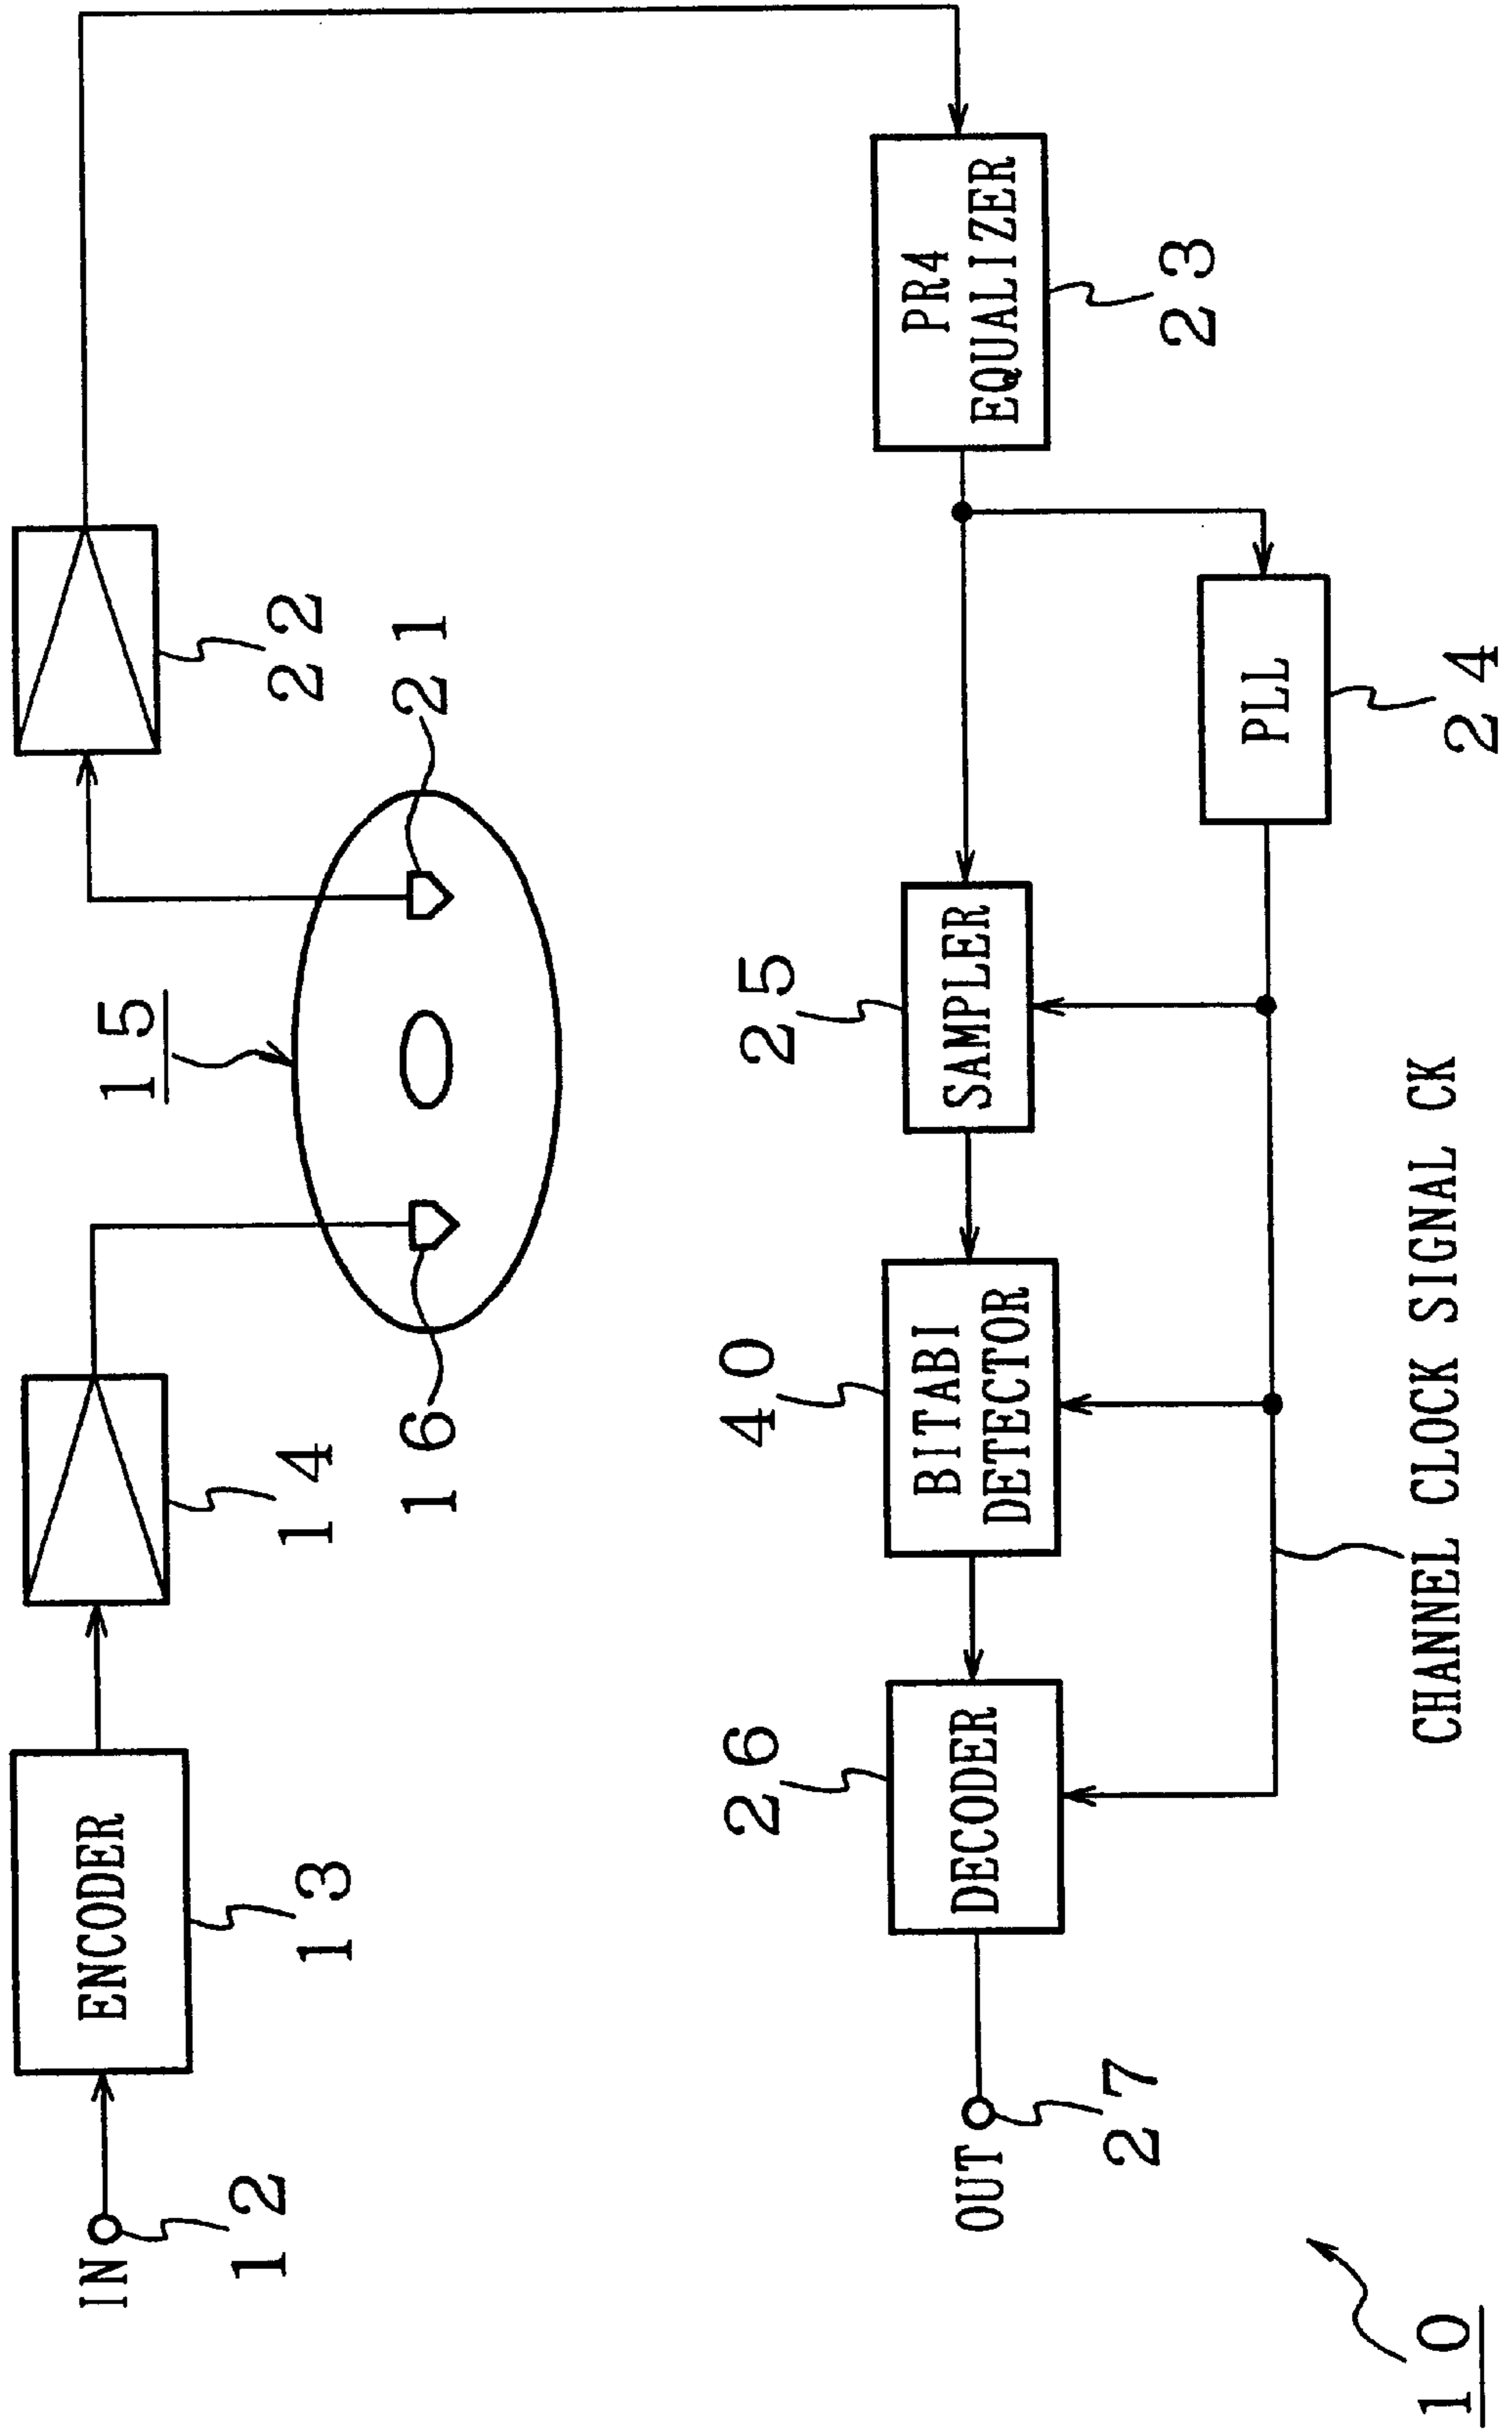 IN
12
ENCODER
13
14
15
16
21
22
PR4
EQUALIZER
23
PLL
24
SAMPLER
25
BITABI
DETECTOR
40
DECODER
26
OUT
27
CHANNEL CLOCK SIGNAL CK
10